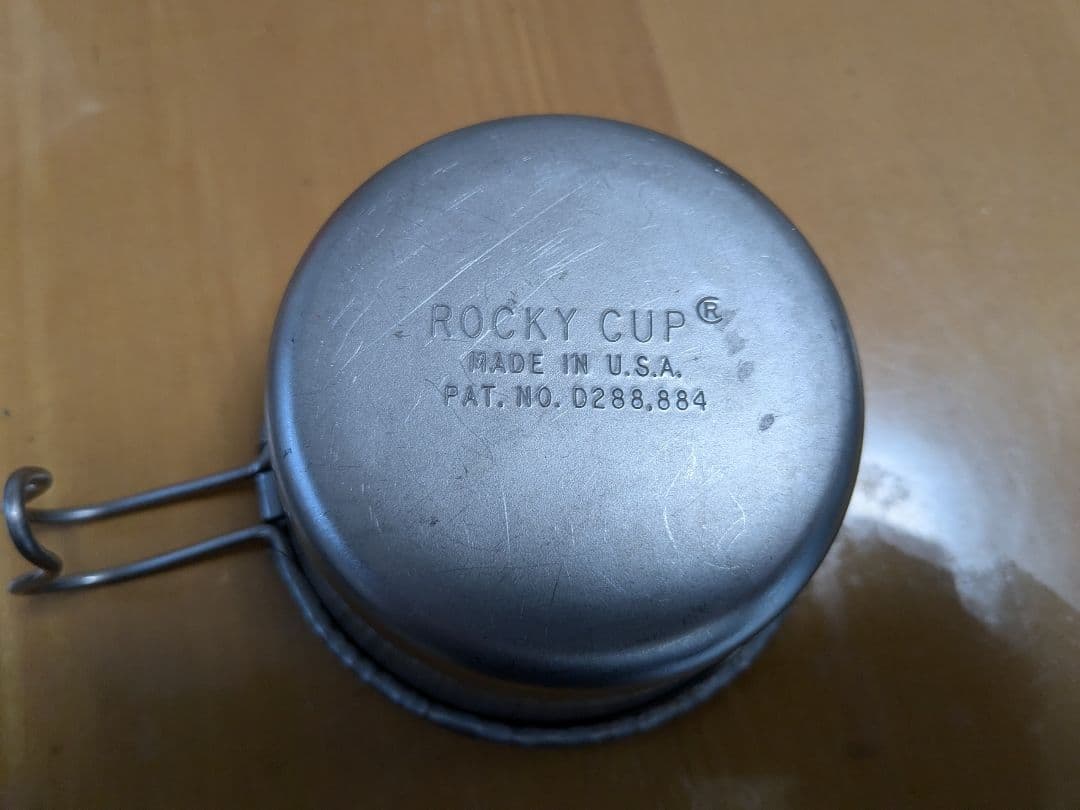 ROCKY CUP®
MADE IN U.S.A.
PAT. NO. D288,884